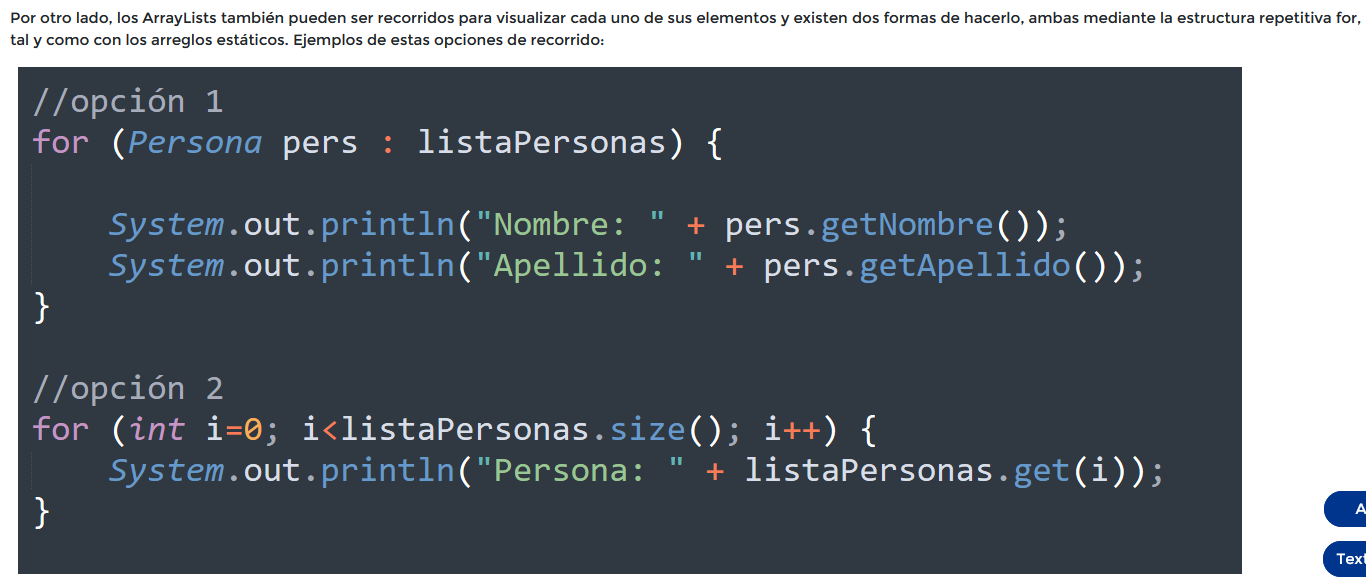 Por otro lado, los ArrayLists también pueden ser recorridos para visualizar cada uno de sus elementos y existen dos formas de hacerlo, ambas mediante la estructura repetitiva for,
tal y como con los arreglos estáticos. Ejemplos de estas opciones de recorrido:
//opción 1
for (Persona pers : listaPersonas) {
System.out.println("Nombre: " + pers.getNombre());
System.out.println("Apellido: " + pers.getApellido());
}
//opción 2
for (int i=0; i<listaPersonas.size(); i++) {
System.out.println("Persona: " + listaPersonas.get(i));
}
A
Text